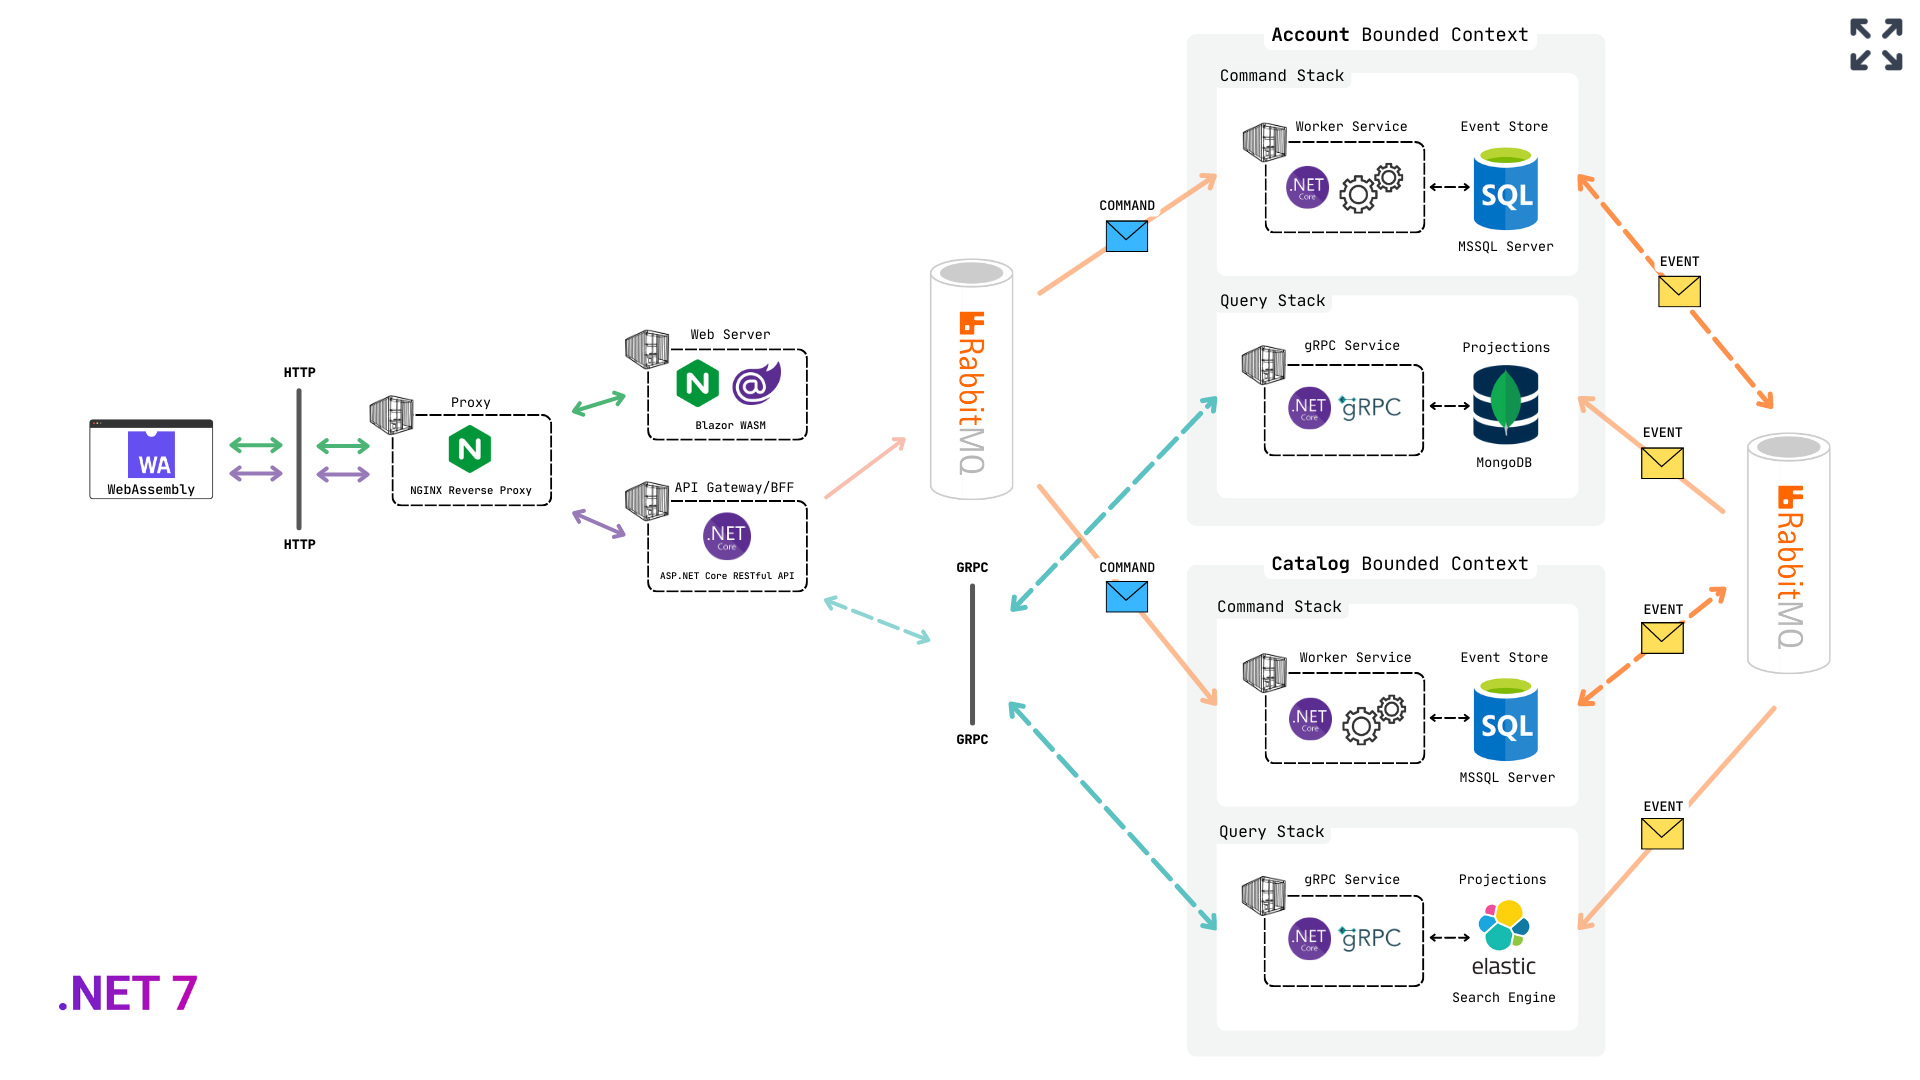 Account Bounded Context
Command Stack
Worker Service
Event Store
.NET
Core
SQL
MSSQL Server
COMMAND
EVENT
Query Stack
gRPC Service
Projections
.NET
Core
gRPC
MongoDB
EVENT
RabbitMQ
Web Server
Blazor WASM
HTTP
Proxy
NGINX Reverse Proxy
WA
WebAssembly
HTTP
API Gateway/BFF
.NET
Core
ASP.NET Core RESTful API
GRPC
GRPC
RabbitMQ
Catalog Bounded Context
COMMAND
Command Stack
Worker Service
Event Store
.NET
Core
SQL
MSSQL Server
EVENT
Query Stack
gRPC Service
Projections
.NET
Core
gRPC
elastic
Search Engine
EVENT
.NET 7